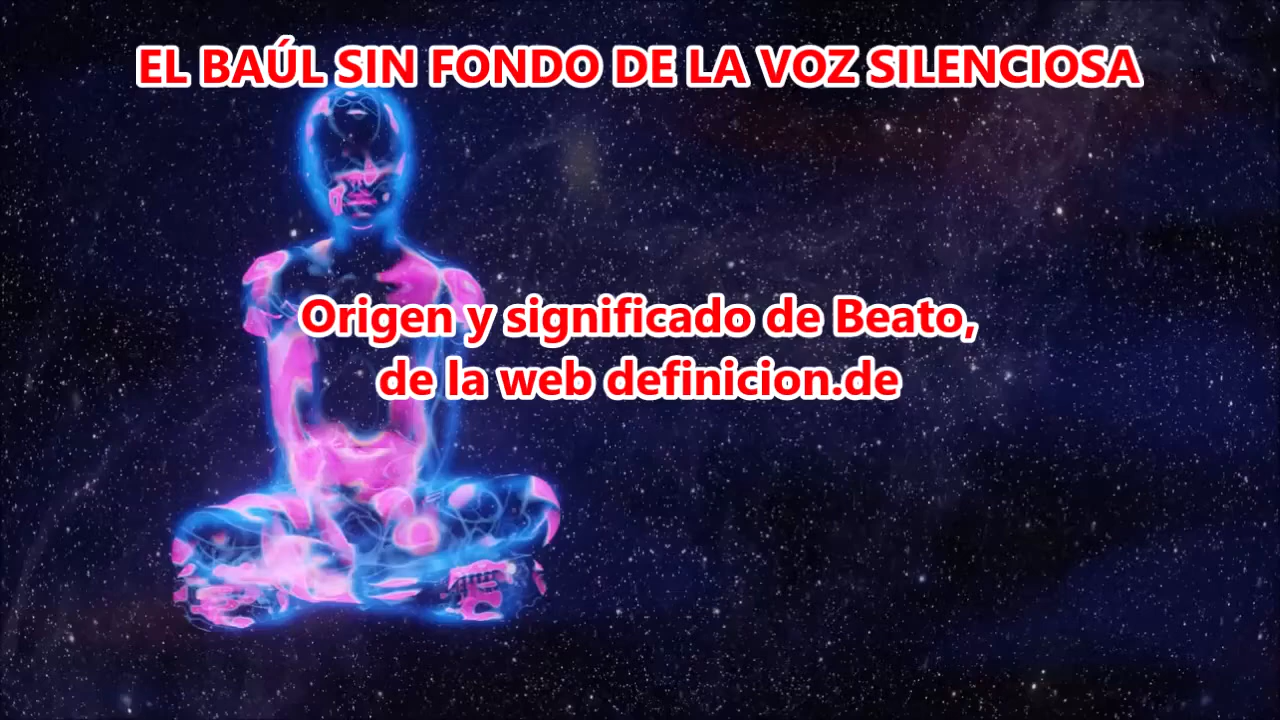 EL BAÚL SIN FONDO DE LA VOZ SILENCIOSA
Origen y significado de Beato,
de la web definicion.de